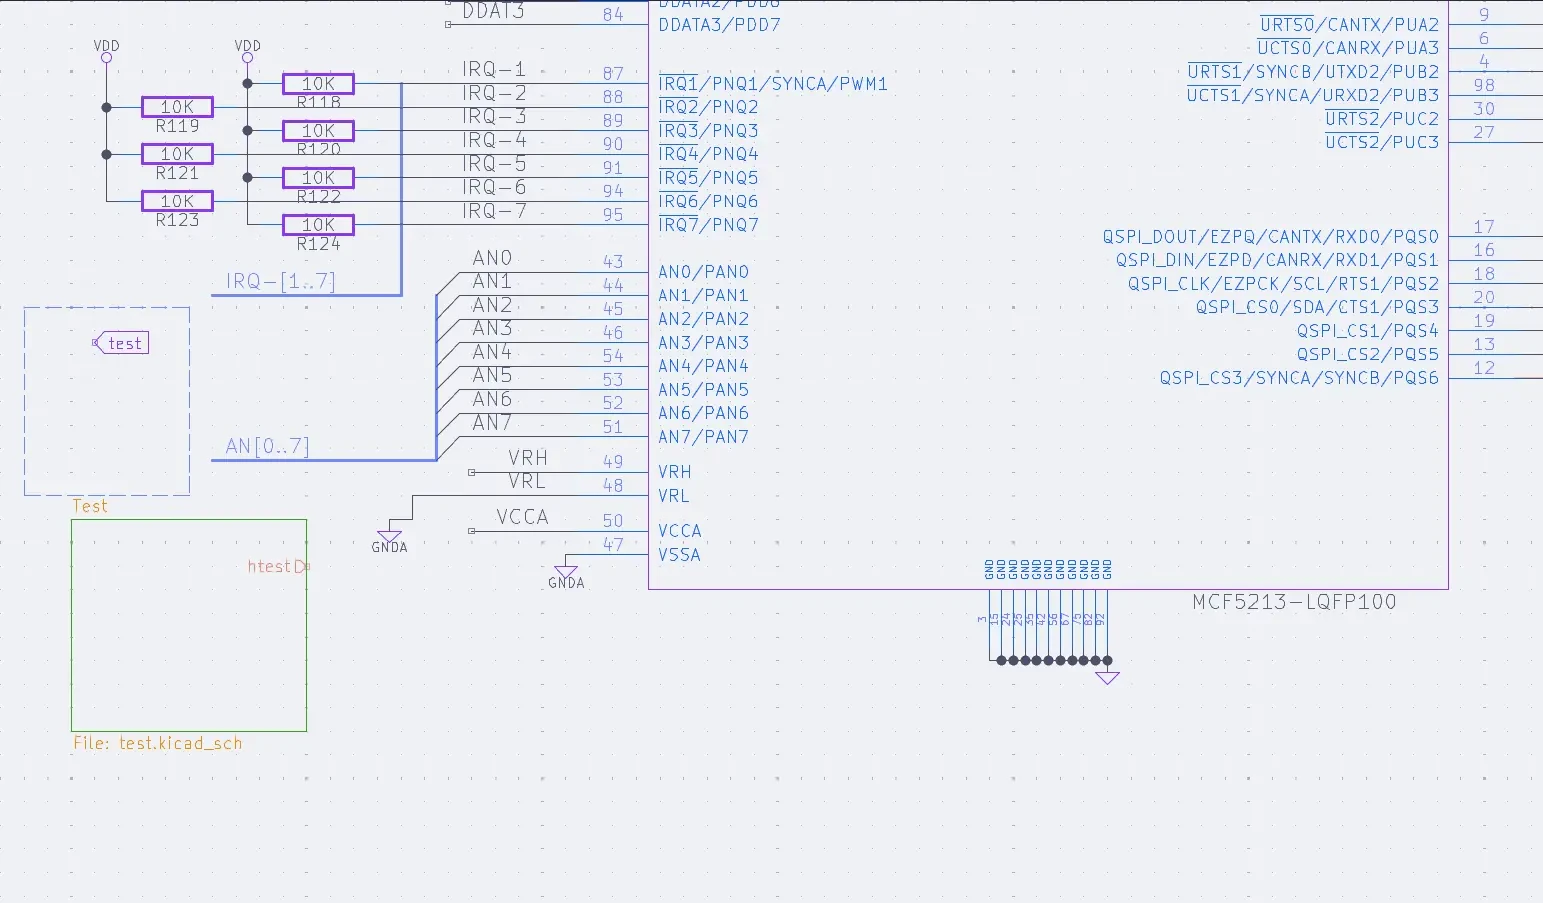 DDAT3 84 DDATA3/PDD7
URTS0/CANTX/PUA2 9
UCTS0/CANRX/PUA3 6
URTS1/SYNCB/UTXD2/PUB2 4
UCTS1/SYNCA/URXD2/PUB3 98
URTS2/PUC2 30
UCTS2/PUC3 27
VDD VDD
10K R118 IRQ-1 87 IRQ1/PNQ1/SYNCA/PWM1
10K R119 IRQ-2 88 IRQ2/PNQ2
10K R120 IRQ-3 89 IRQ3/PNQ3
10K R121 IRQ-4 90 IRQ4/PNQ4
10K R122 IRQ-5 91 IRQ5/PNQ5
10K R123 IRQ-6 94 IRQ6/PNQ6
10K R124 IRQ-7 95 IRQ7/PNQ7
QSPI_DOUT/EZPQ/CANTX/RXD0/PQS0 17
QSPI_DIN/EZPD/CANRX/RXD1/PQS1 16
QSPI_CLK/EZPCK/SCL/RTS1/PQS2 18
QSPI_CS0/SDA/CTS1/PQS3 20
QSPI_CS1/PQS4 19
QSPI_CS2/PQS5 13
QSPI_CS3/SYNCA/SYNCB/PQS6 12
IRQ-[1..7]
AN0 43 AN0/PAN0
AN1 44 AN1/PAN1
AN2 45 AN2/PAN2
AN3 46 AN3/PAN3
AN4 54 AN4/PAN4
AN5 53 AN5/PAN5
AN6 52 AN6/PAN6
AN7 51 AN7/PAN7
test
AN[0..7]
VRH 49 VRH
VRL 48 VRL
GNDA
VCCA 50 VCCA
47 VSSA
GNDA
Test
htest
File: test.kicad_sch
GND GND GND GND GND GND GND GND GND GND GND
3 15 24 25 35 42 56 67 75 82 92
MCF5213-LQFP100